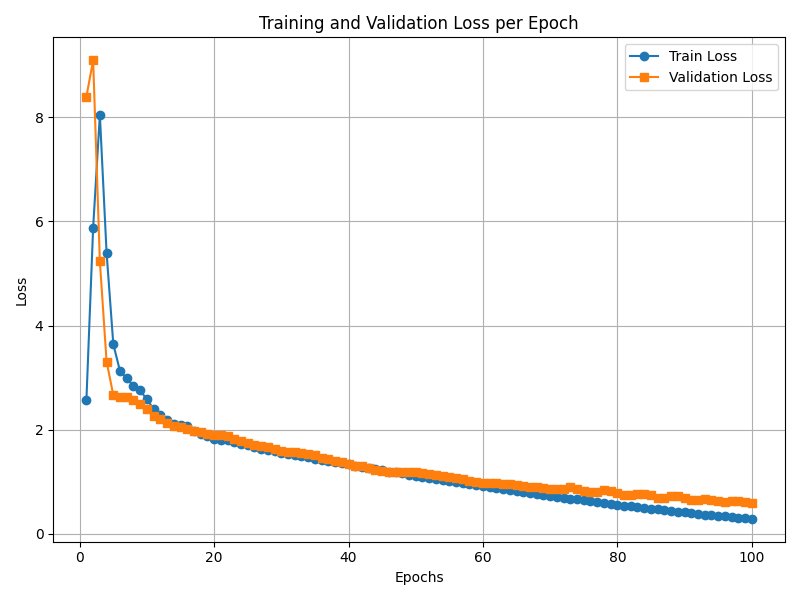 Training and Validation Loss per Epoch
Train Loss
Validation Loss
Loss
8
6
4
2
0
0 20 40 60 80 100
Epochs